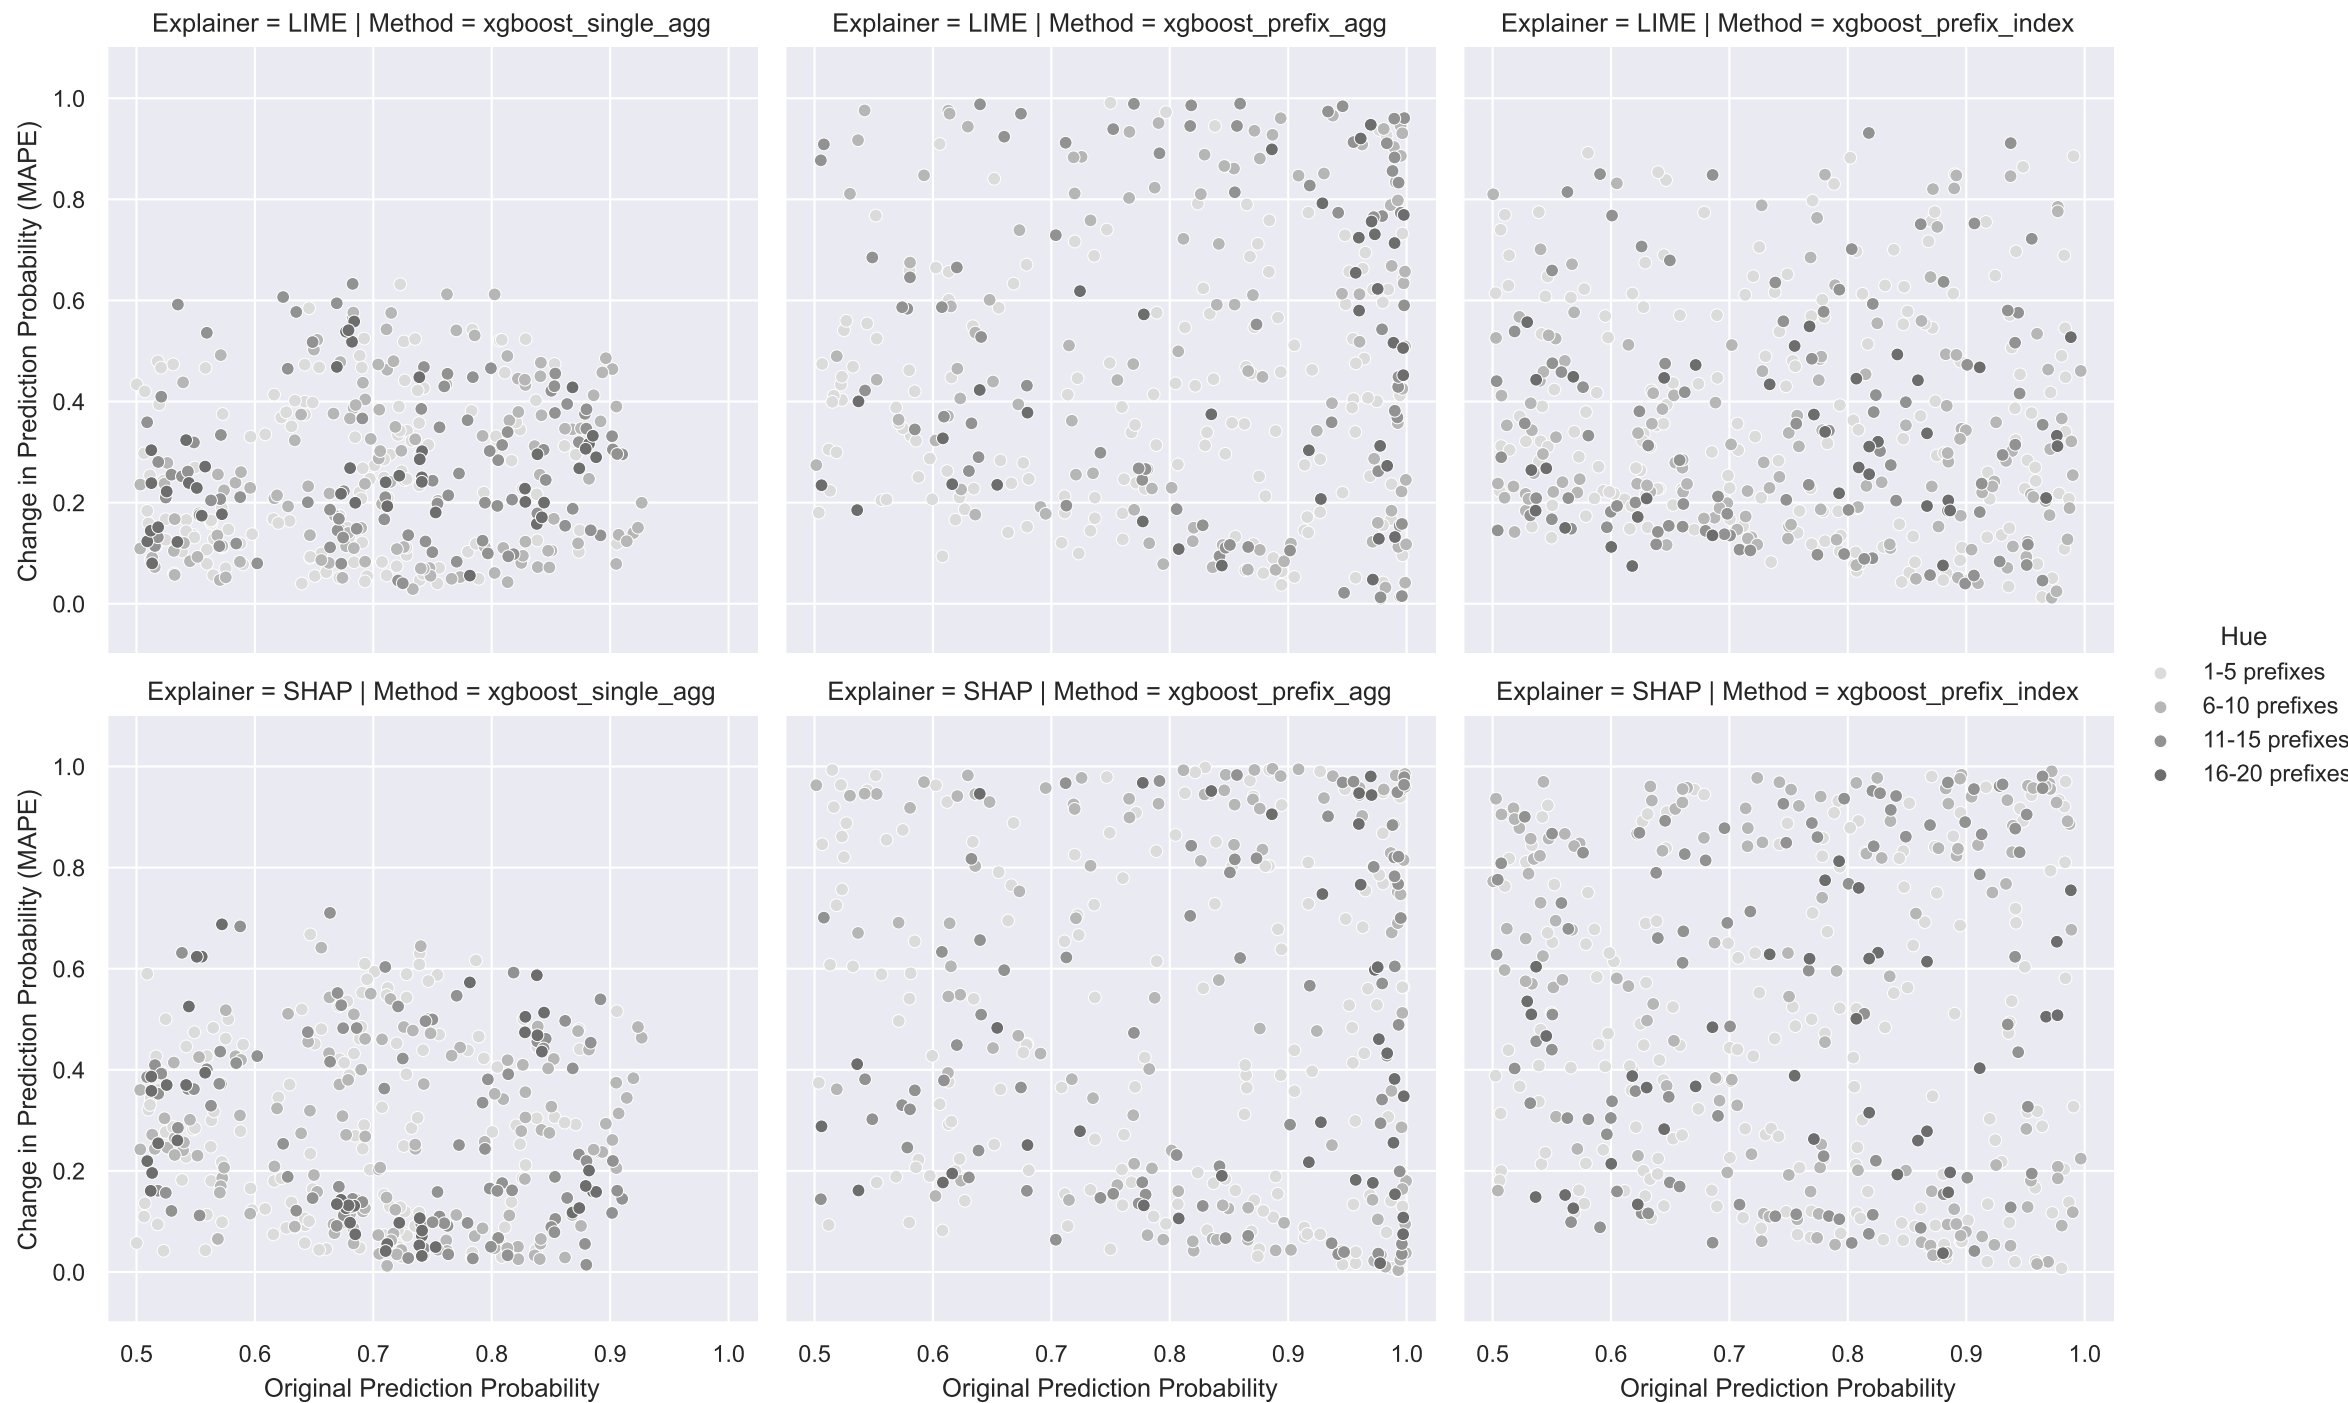 Explainer = LIME | Method = xgboost_single_agg
Explainer = LIME | Method = xgboost_prefix_agg
Explainer = LIME | Method = xgboost_prefix_index
Change in Prediction Probability (MAPE)
1.0
0.8
0.6
0.4
0.2
0.0
Explainer = SHAP | Method = xgboost_single_agg
Explainer = SHAP | Method = xgboost_prefix_agg
Explainer = SHAP | Method = xgboost_prefix_index
Change in Prediction Probability (MAPE)
1.0
0.8
0.6
0.4
0.2
0.0
0.5 0.6 0.7 0.8 0.9 1.0
0.5 0.6 0.7 0.8 0.9 1.0
0.5 0.6 0.7 0.8 0.9 1.0
Original Prediction Probability
Original Prediction Probability
Original Prediction Probability
Hue
1-5 prefixes
6-10 prefixes
11-15 prefixes
16-20 prefixes